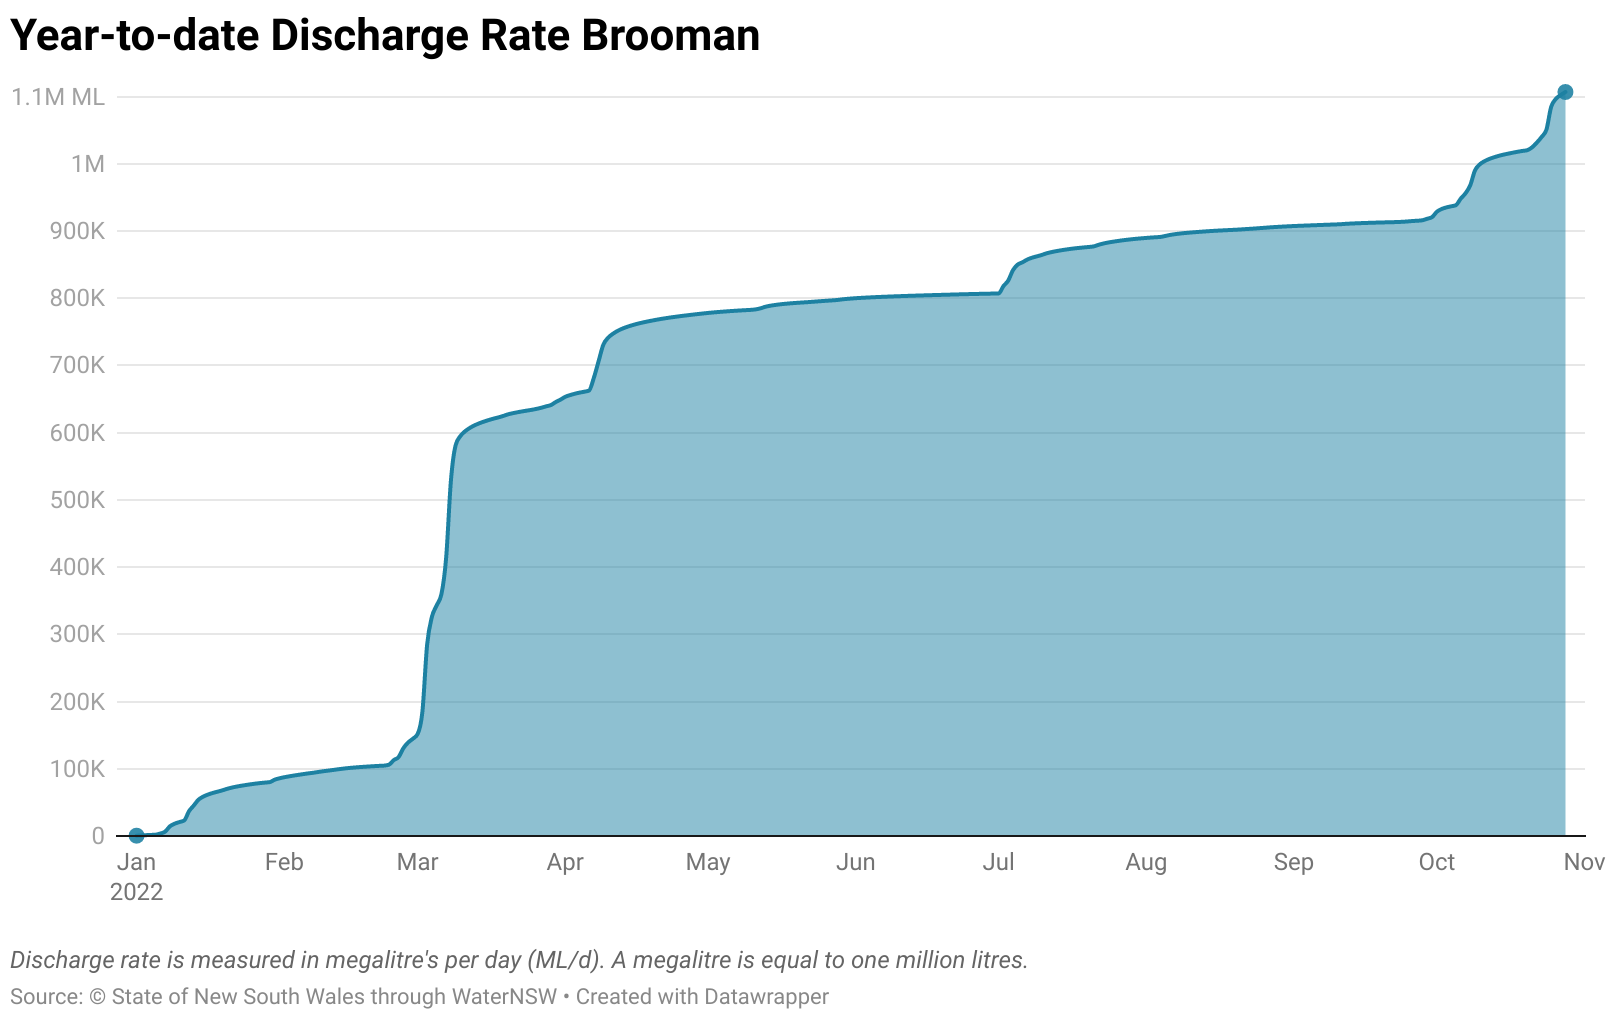 Year-to-date Discharge Rate Brooman
1.1M ML
1M
900K
800K
700K
600K
500K
400K
300K
200K
100K
0
Jan Feb Mar Apr May Jun Jul Aug Sep Oct Nov
2022
Discharge rate is measured in megalitre's per day (ML/d). A megalitre is equal to one million litres.
Source: © State of New South Wales through WaterNSW • Created with Datawrapper